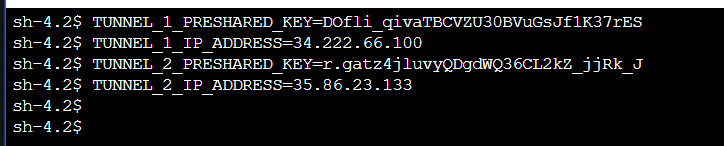 sh-4.2$ TUNNEL_1_PRESHARED_KEY=DOfli_qivaTBCVZU30BVuGsJf1K37rES
sh-4.2$ TUNNEL_1_IP_ADDRESS=34.222.66.100
sh-4.2$ TUNNEL_2_PRESHARED_KEY=r.gatz4jluvyQDgdWQ36CL2kZ_jjRk_J
sh-4.2$ TUNNEL_2_IP_ADDRESS=35.86.23.133
sh-4.2$
sh-4.2$